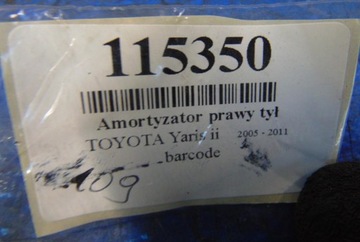 115350
Amortyzator prawy tył
TOYOTA Yaris ii 2005 - 2011
barcode